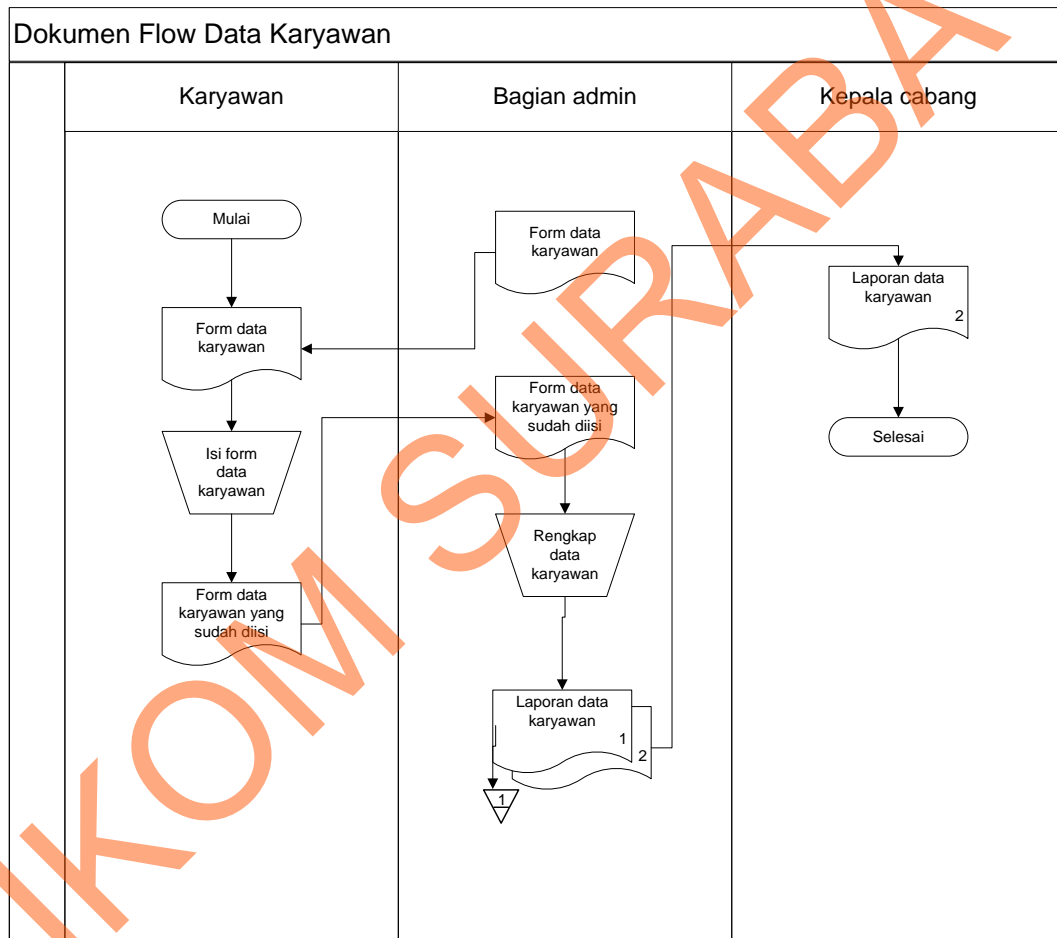 Dokumen Flow Data Karyawan
Karyawan
Bagian admin
Kepala cabang
Mulai
Form data
karyawan
Isi form
data
karyawan
Form data
karyawan yang
sudah diisi
Form data
karyawan
Form data
karyawan yang
sudah diisi
Rengkap
data
karyawan
Laporan data
karyawan
1
2
1
Laporan data
karyawan
2
Selesai
IKOM SURABA